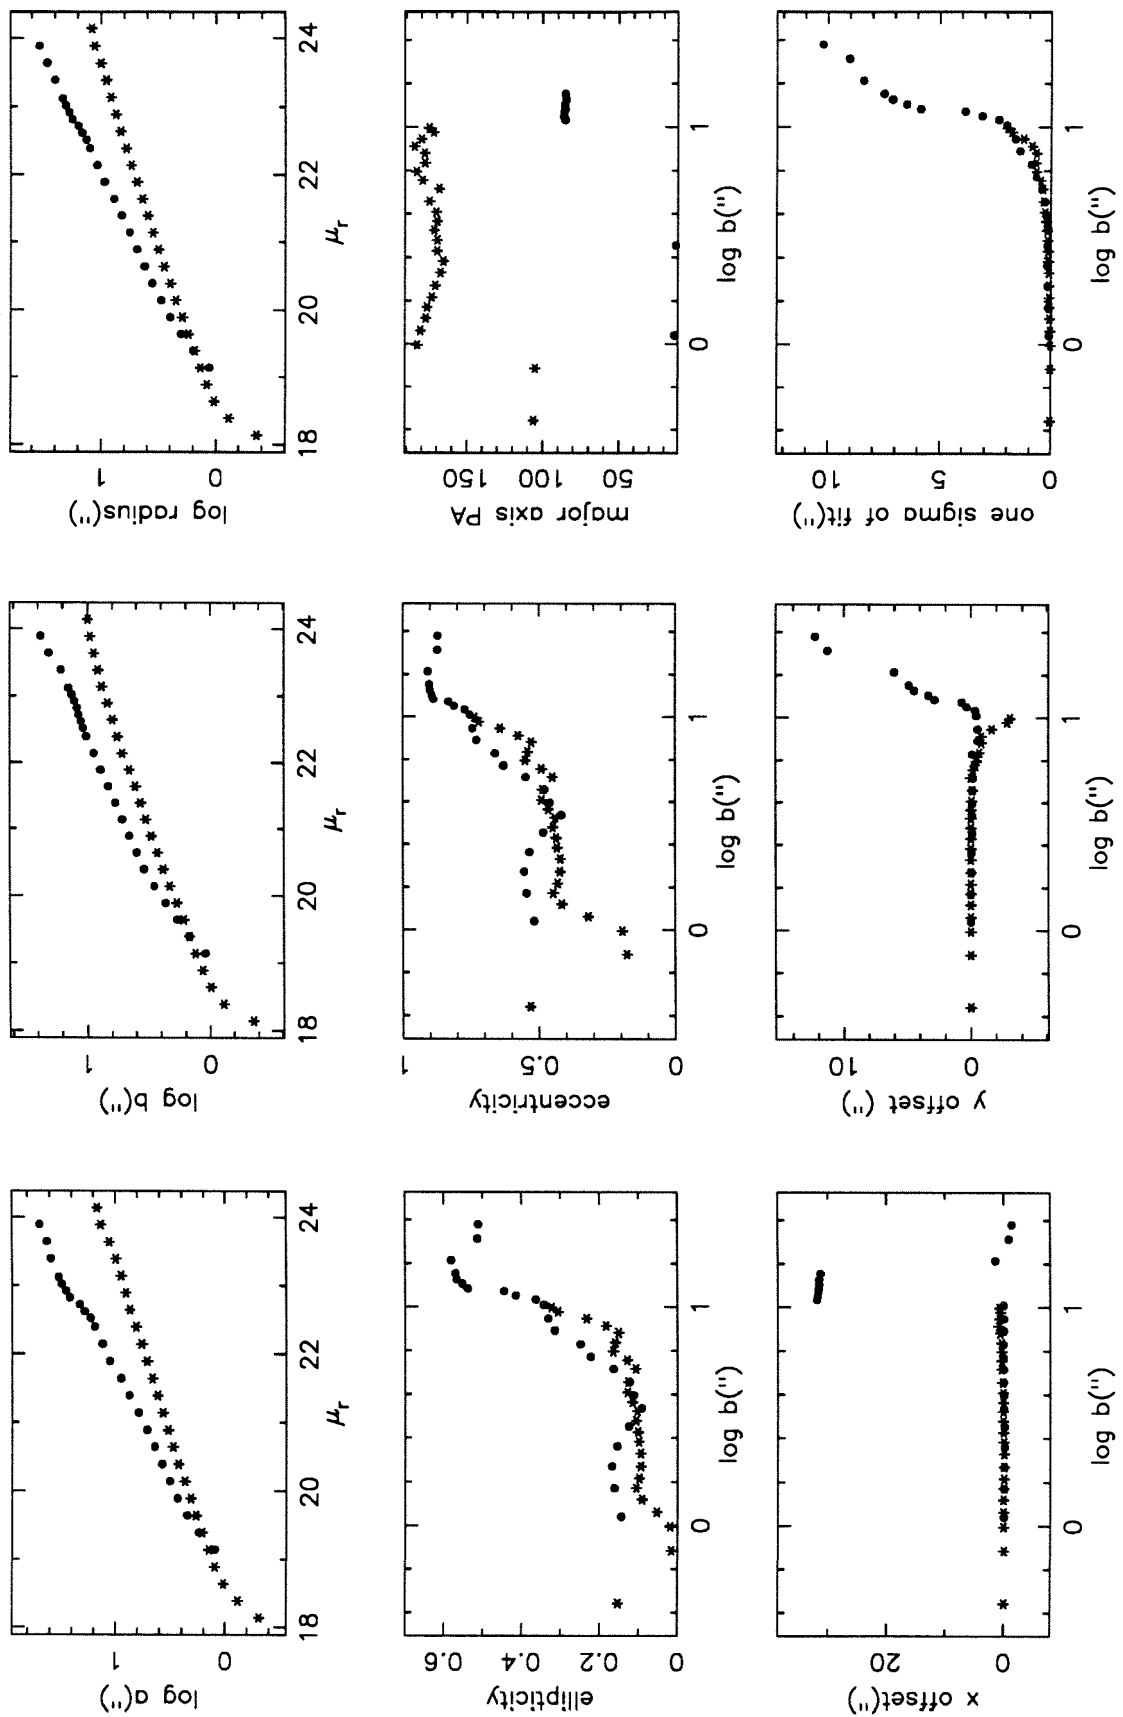 log a(")
1
0
18
20
22
24
μr
log b(")
1
0
18
20
22
24
μr
log radius(")
1
0
18
20
22
24
μr
ellipticity
0.6
0.4
0.2
0
0
1
log b(")
eccentricity
1
0.5
0
0
1
log b(")
major axis PA
150
100
50
0
1
log b(")
x offset(")
20
0
0
1
log b(")
y offset (")
10
0
0
1
log b(")
one sigma of fit(")
10
5
0
0
1
log b(")